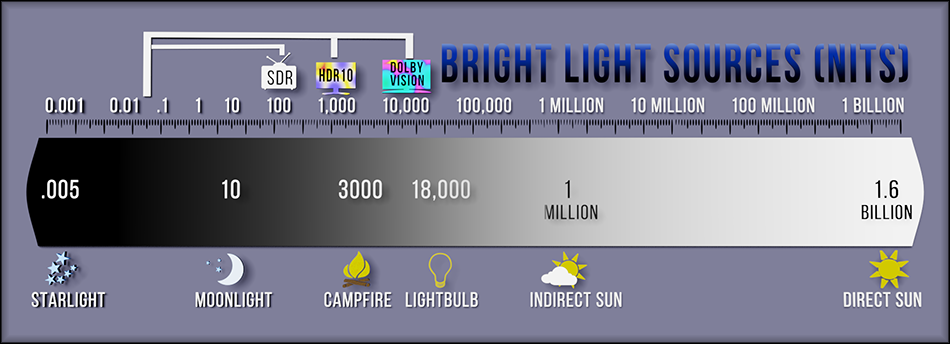 BRIGHT LIGHT SOURCES (NITS)
SDR
HDR10
DOLBY
VISION
0.001 0.01 .1 1 10 100 1,000 10,000 100,000 1 MILLION 10 MILLION 100 MILLION 1 BILLION
.005 10 3000 18,000 1 1.6
MILLION BILLION
STARLIGHT MOONLIGHT CAMPFIRE LIGHTBULB INDIRECT SUN DIRECT SUN